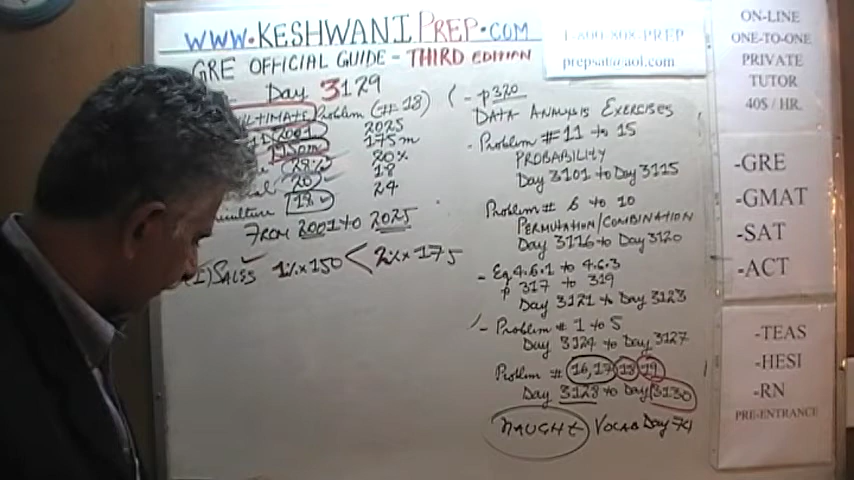 WWW.KESHWANIPREP.COM
GRE OFFICIAL GUIDE - THIRD EDITION
Day 3129
Problem (#18)
2001 2025
150m 175m
28% 20%
20 18
18% 24
FROM 2001 to 2025
SALES 1% x 150 < 2% x 175
1-800-808-PREP
prepsat@aol.com
- p320
DATA ANALYSIS EXERCISES
- Problem #11 to 15
PROBABILITY
Day 3101 to Day 3115
Problem # 6 to 10
PERMUTATION/COMBINATION
Day 3116 to Day 3120
- Eg. 4.6.1 to 4.6.3
p 317 to 319
Day 3121 to Day 3123
- Problem # 1 to 5
Day 3124 to Day 3127
Problem # 16, 17 18 19
Day 3128 to Day 3130
NAUGHT VOCAB Day 74
ON-LINE
ONE-TO-ONE
PRIVATE
TUTOR
40$ / HR.
-GRE
-GMAT
-SAT
-ACT
-TEAS
-HESI
-RN
PRE-ENTRANCE